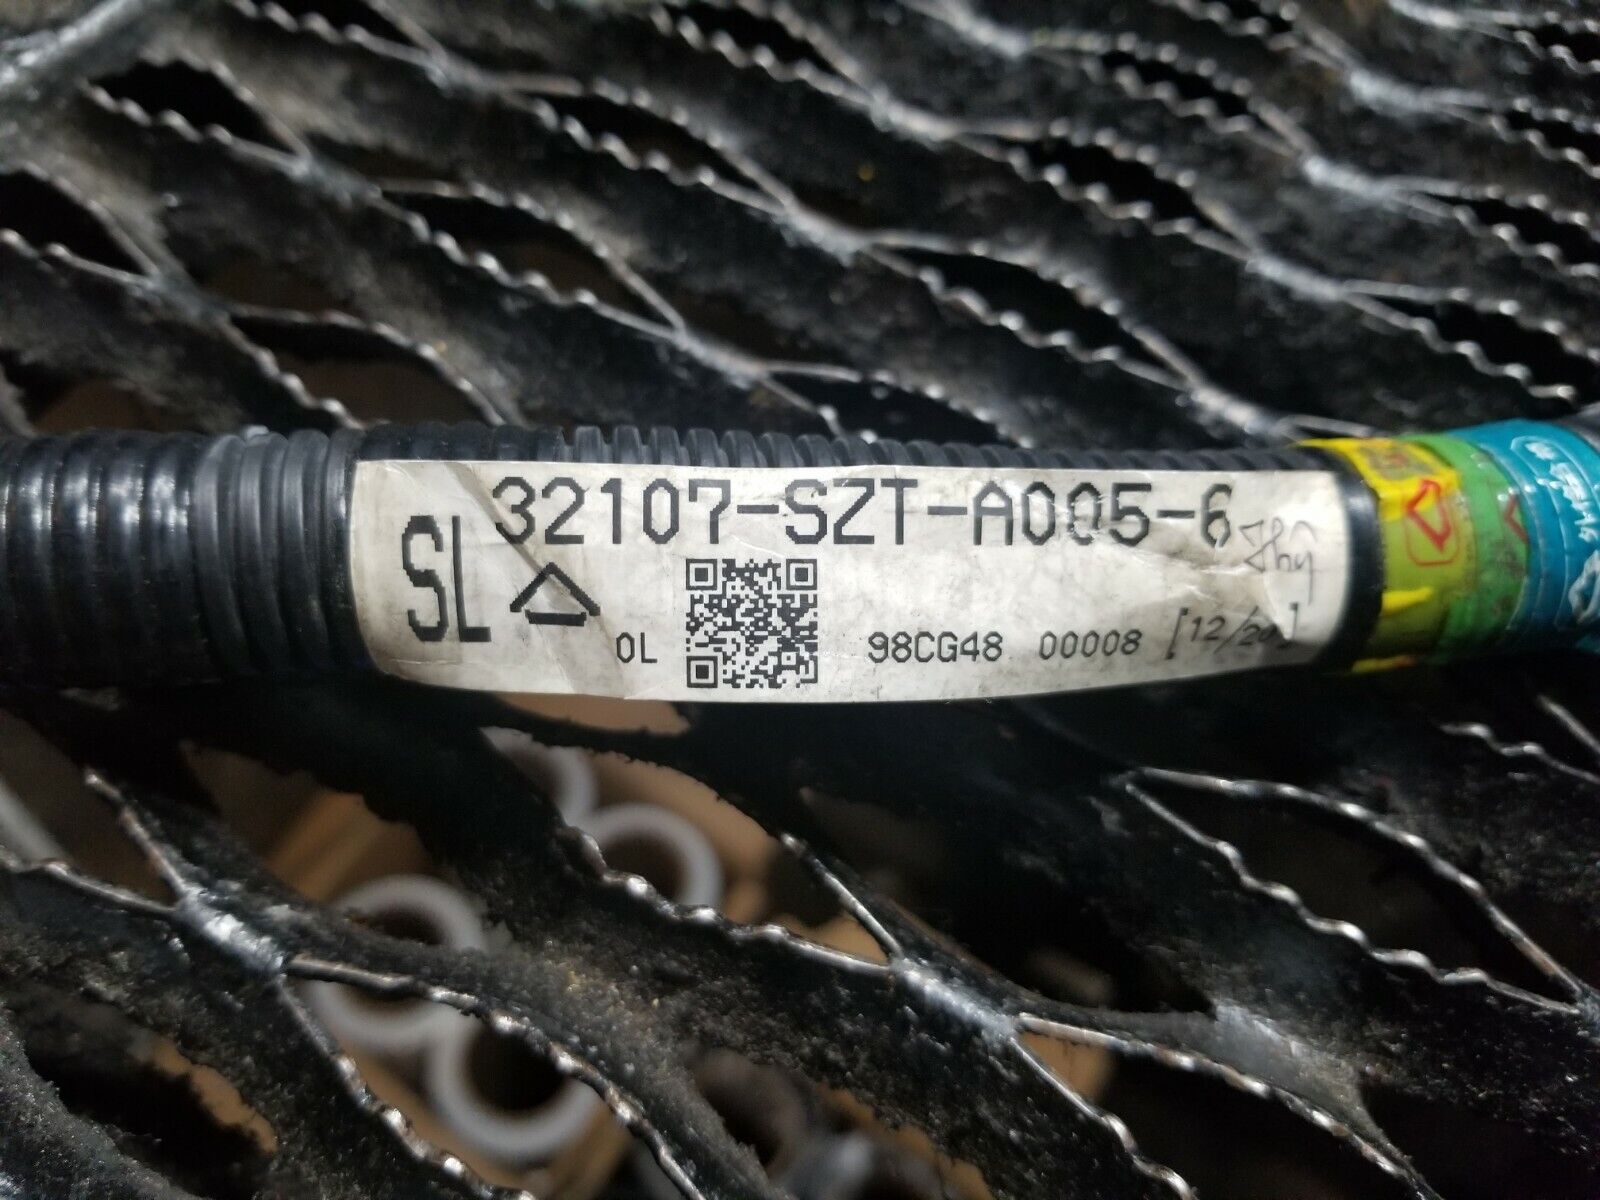 32107-SZT-A005-6
SL
0L 98CG48 00008 [12/20]